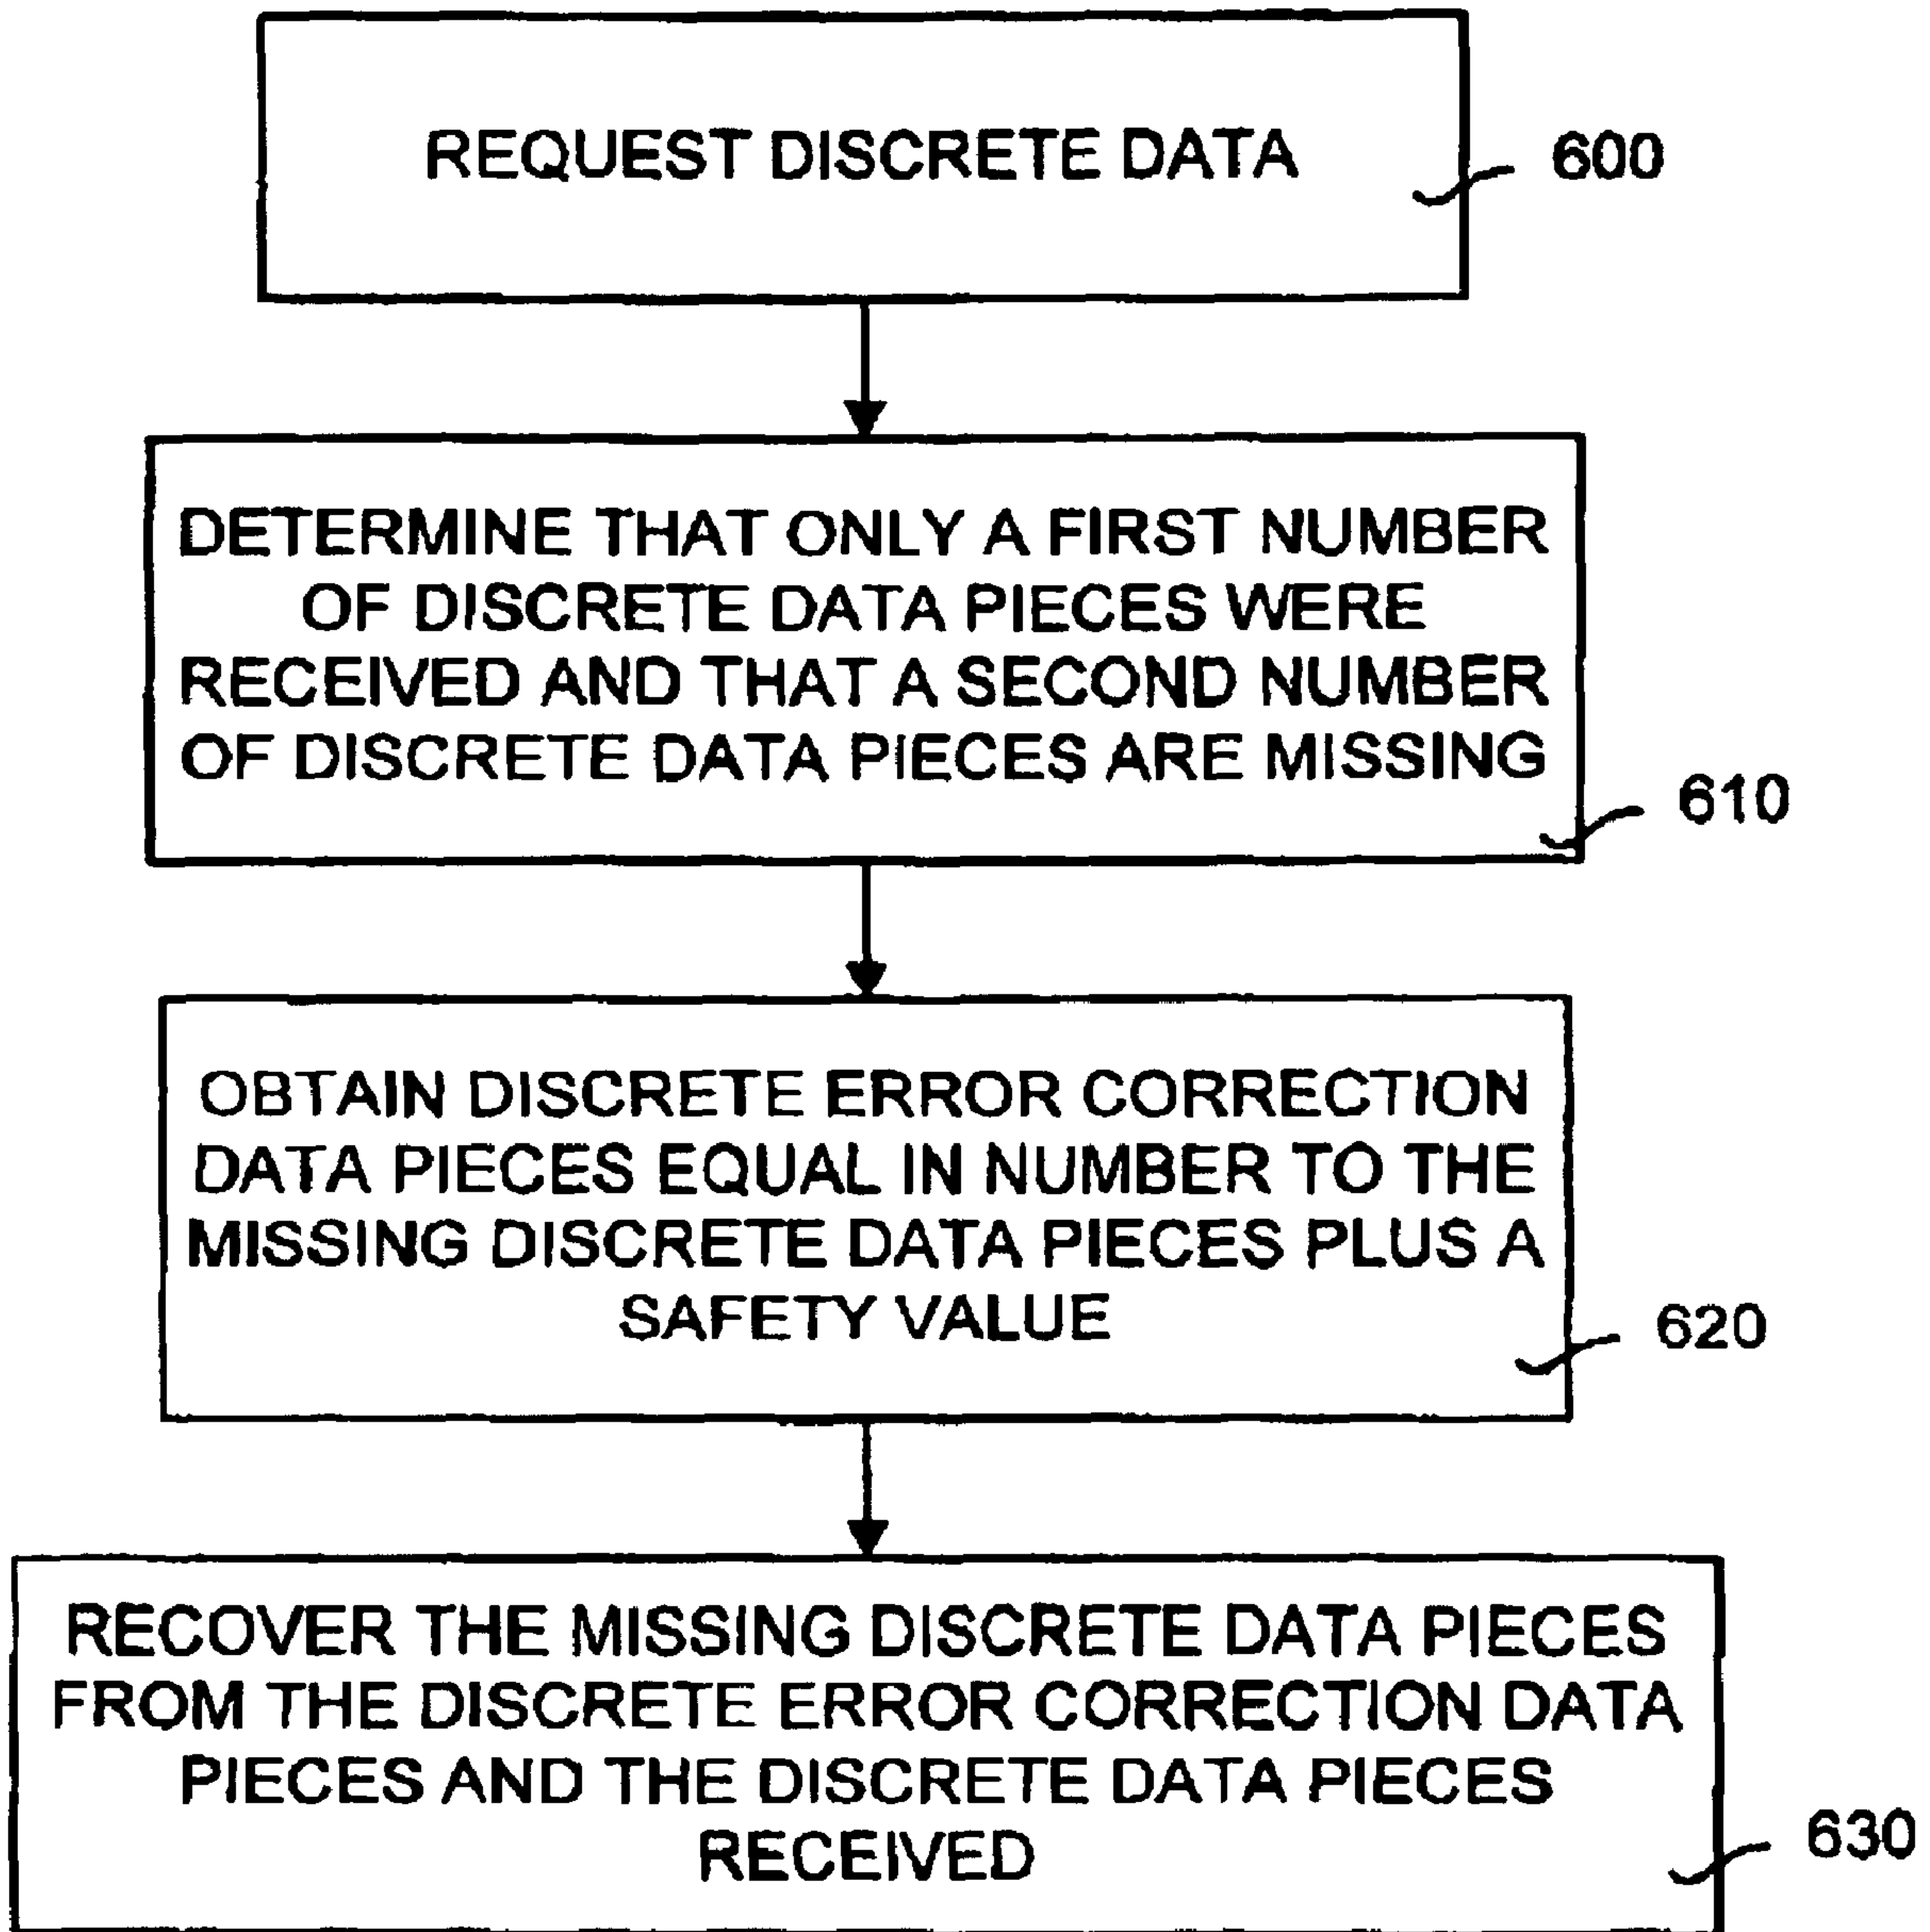 REQUEST DISCRETE DATA
600
DETERMINE THAT ONLY A FIRST NUMBER
OF DISCRETE DATA PIECES WERE
RECEIVED AND THAT A SECOND NUMBER
OF DISCRETE DATA PIECES ARE MISSING
610
OBTAIN DISCRETE ERROR CORRECTION
DATA PIECES EQUAL IN NUMBER TO THE
MISSING DISCRETE DATA PIECES PLUS A
SAFETY VALUE
620
RECOVER THE MISSING DISCRETE DATA PIECES
FROM THE DISCRETE ERROR CORRECTION DATA
PIECES AND THE DISCRETE DATA PIECES
RECEIVED
630